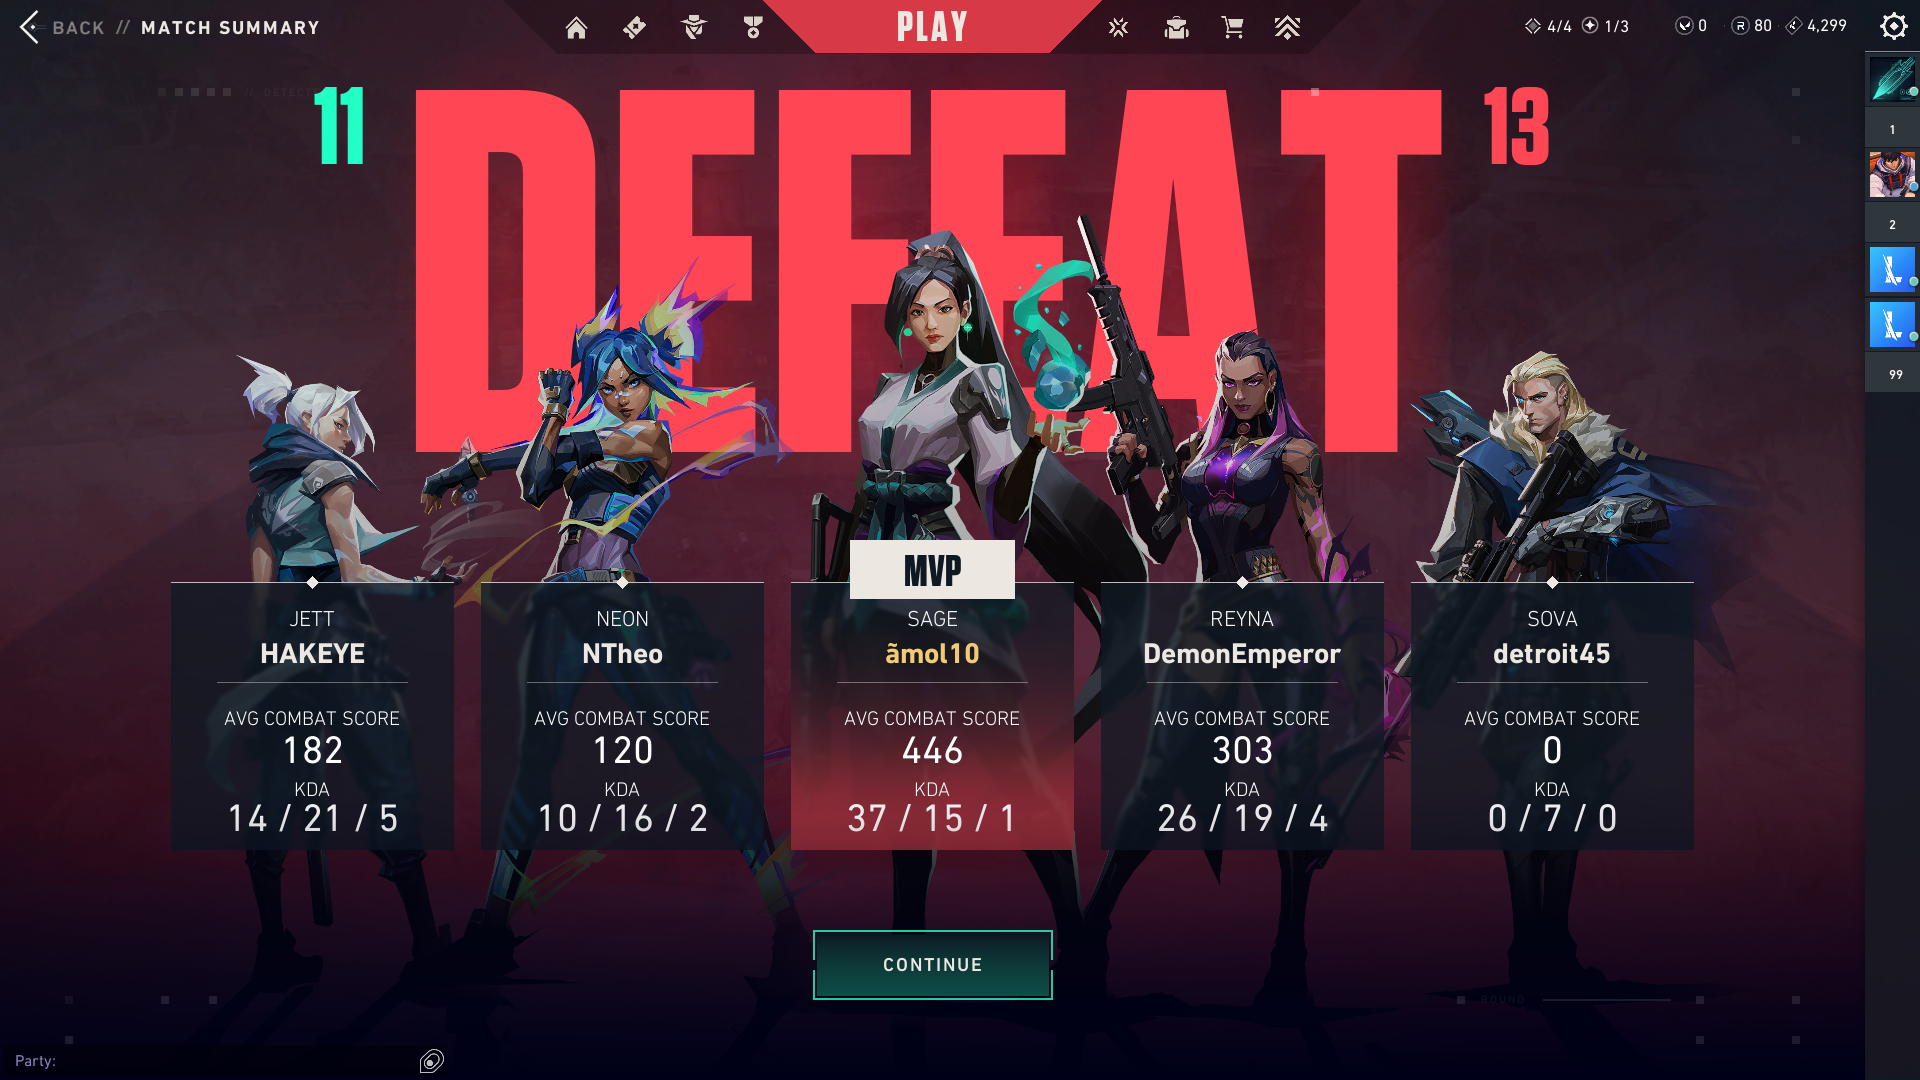 BACK // MATCH SUMMARY
PLAY
4/4 1/3 0 80 4,299
11 DEFEAT 13
1
2
99
MVP
JETT
HAKEYE
AVG COMBAT SCORE
182
KDA
14 / 21 / 5
NEON
NTheo
AVG COMBAT SCORE
120
KDA
10 / 16 / 2
SAGE
ãmol10
AVG COMBAT SCORE
446
KDA
37 / 15 / 1
REYNA
DemonEmperor
AVG COMBAT SCORE
303
KDA
26 / 19 / 4
SOVA
detroit45
AVG COMBAT SCORE
0
KDA
0 / 7 / 0
CONTINUE
Party: